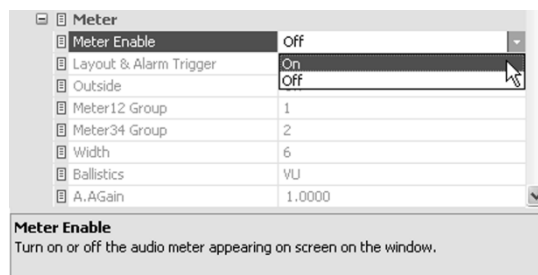 Meter
Meter Enable Off
Layout & Alarm Trigger On
Off
Outside
Meter12 Group 1
Meter34 Group 2
Width 6
Ballistics VU
A.AGain 1.0000
Meter Enable
Turn on or off the audio meter appearing on screen on the window.